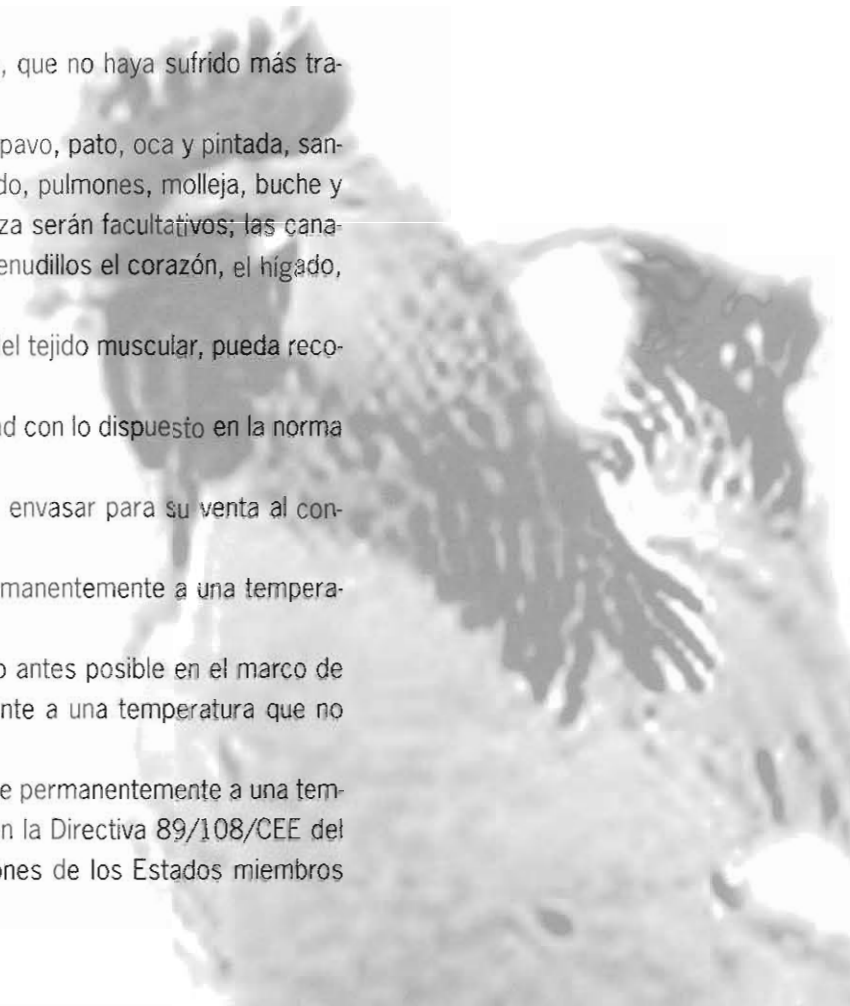 , que no haya sufrido más tra-
pavo, pato, oca y pintada, san-
do, pulmones, molleja, buche y
za serán facultativos; las cana-
enudillos el corazón, el hígado,
el tejido muscular, pueda reco-
ad con lo dispuesto en la norma
envasar para su venta al con-
manentemente a una tempera-
o antes posible en el marco de
nte a una temperatura que no
e permanentemente a una tem-
n la Directiva 89/108/CEE del
ones de los Estados miembros